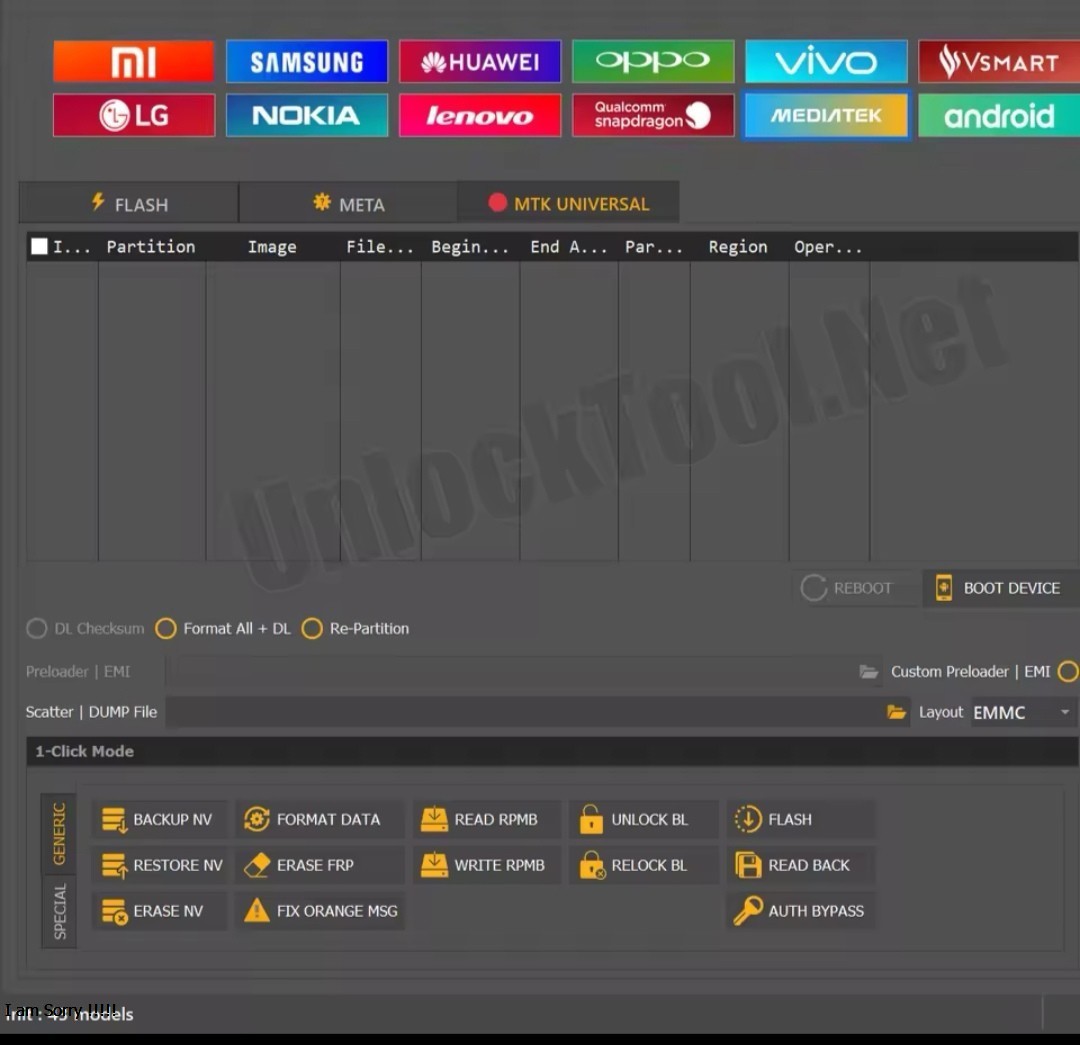 MI SAMSUNG HUAWEI oppo vivo VSMART
LG NOKIA lenovo Qualcomm snapdragon MEDIATEK android
FLASH META MTK UNIVERSAL
I... Partition Image File... Begin... End A... Par... Region Oper...
UnlockTool.Net
REBOOT BOOT DEVICE
DL Checksum Format All + DL Re-Partition
Preloader | EMI Custom Preloader | EMI
Scatter | DUMP File Layout EMMC
1-Click Mode
GENERIC
SPECIAL
BACKUP NV FORMAT DATA READ RPMB UNLOCK BL FLASH
RESTORE NV ERASE FRP WRITE RPMB RELOCK BL READ BACK
ERASE NV FIX ORANGE MSG AUTH BYPASS
I am Sorry !!!!!
Init : 49 models